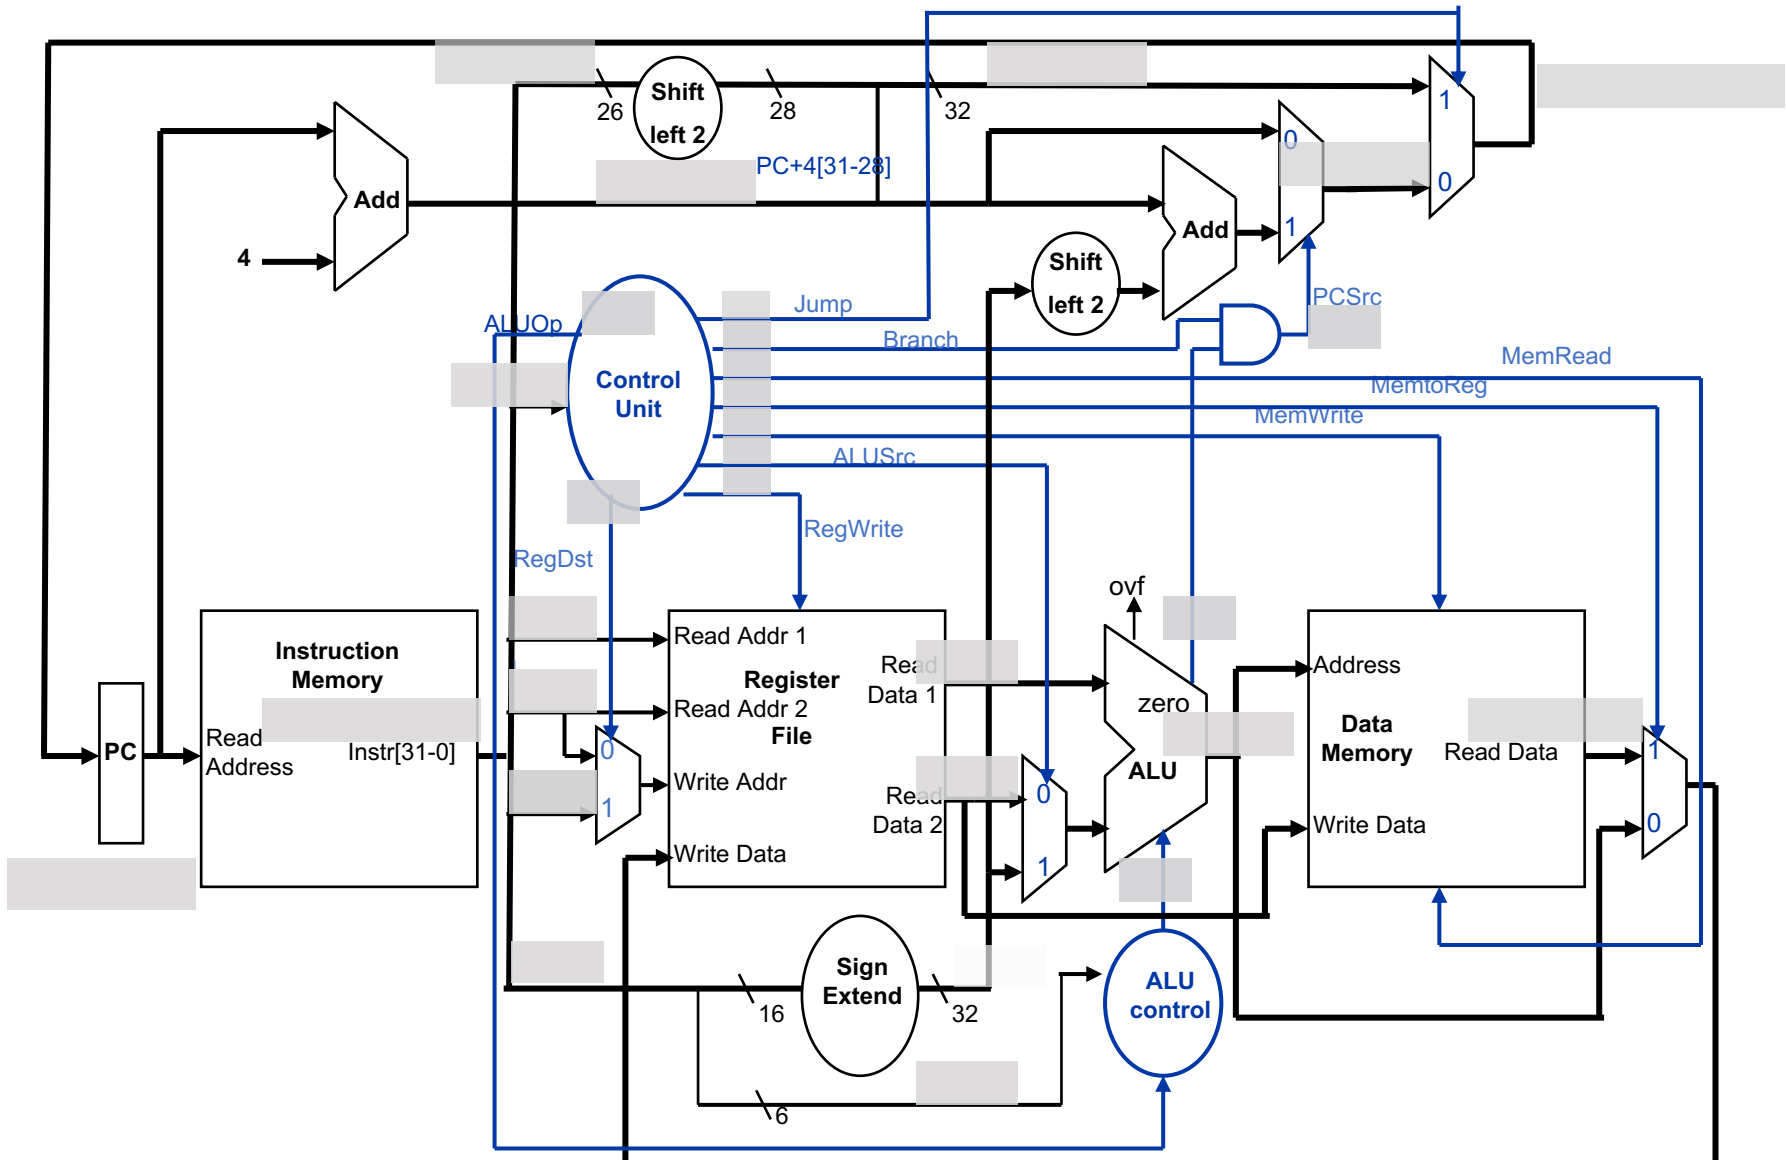 26
Shift
left 2
28
32
1
0
PC+4[31-28]
0
1
Add
Add
4
Shift
left 2
Jump
PCSrc
ALUOp
Branch
MemRead
MemtoReg
MemWrite
Control
Unit
ALUSrc
RegWrite
RegDst
ovf
Instruction
Memory
Read Addr 1
Read
Data 1
Register
File
Read Addr 2
Address
zero
Data
Memory
Read Data
PC
Read
Address
Instr[31-0]
0
1
Write Addr
Read
Data 2
0
1
ALU
1
0
Write Data
Write Data
Sign
Extend
16
32
ALU
control
6